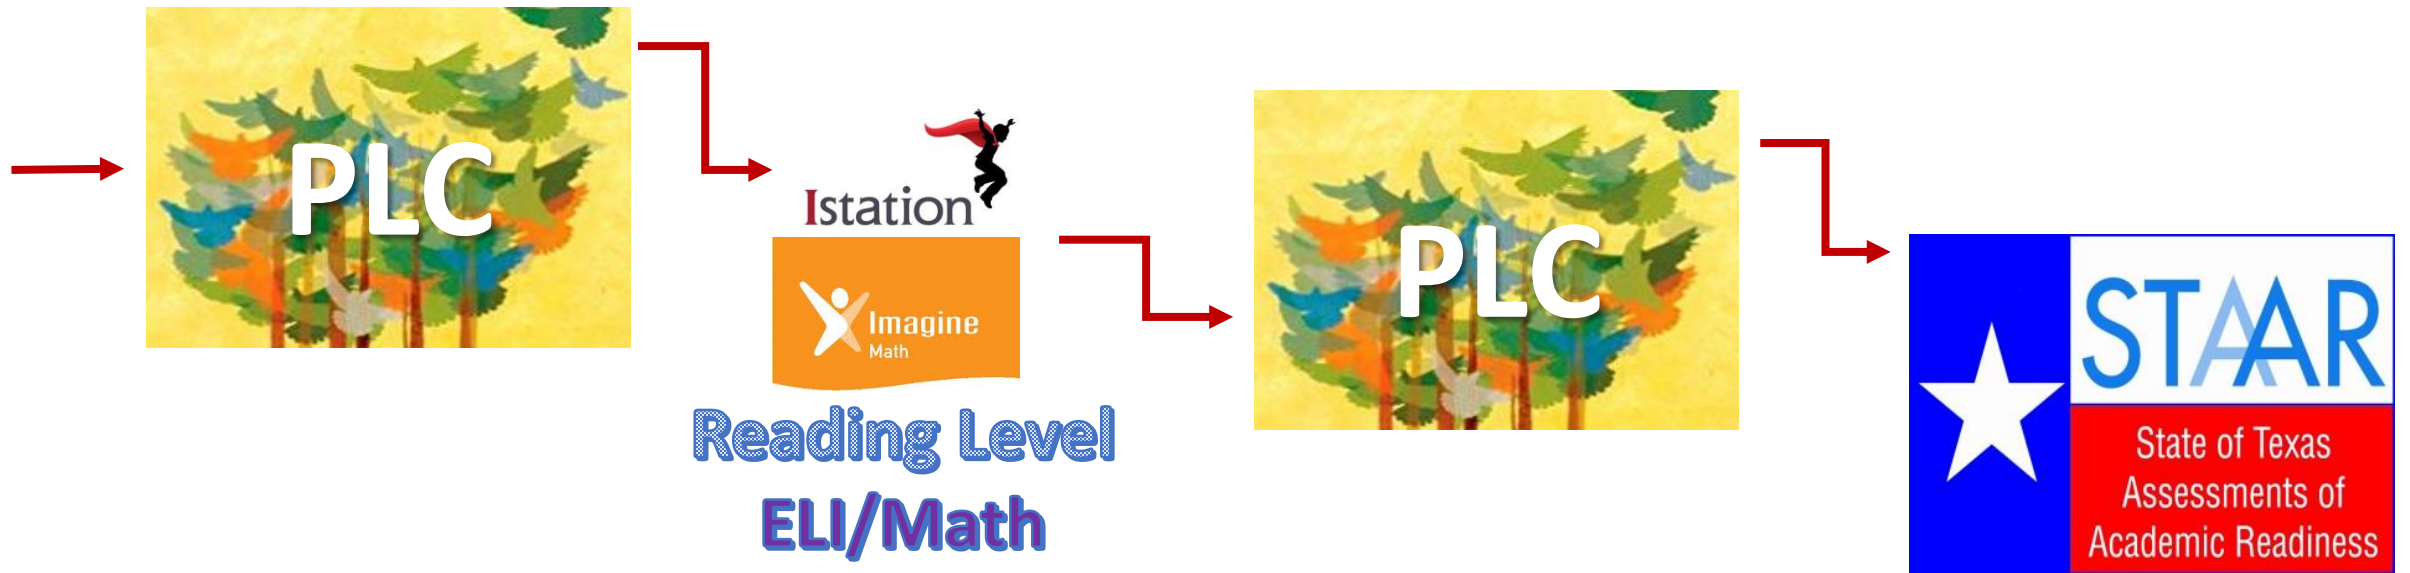 PLC
Istation
Imagine
Math
Reading Level
ELI/Math
PLC
STAAR
State of Texas
Assessments of
Academic Readiness